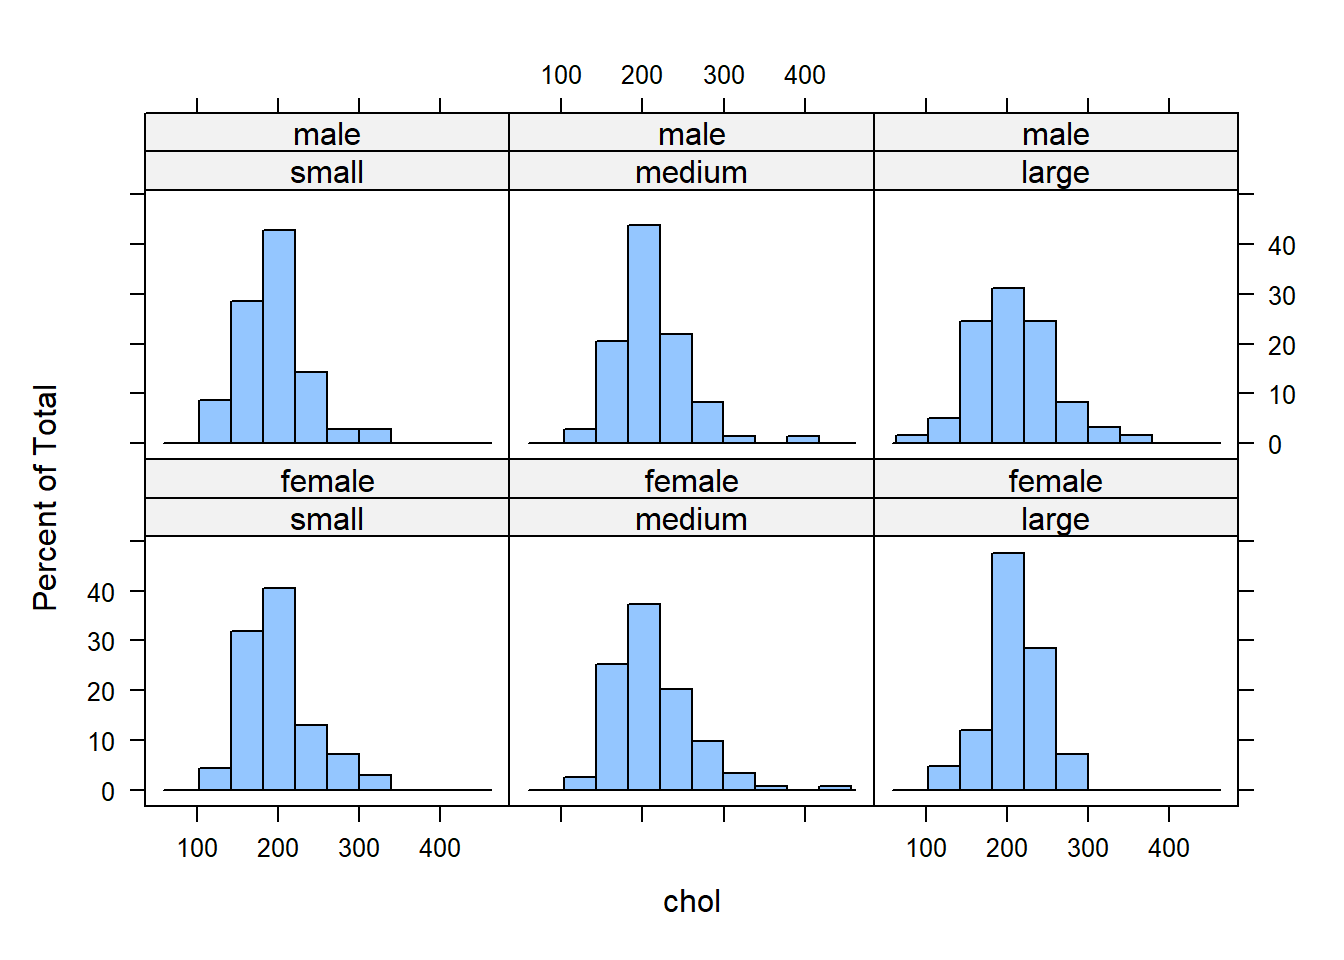 100 200 300 400
male male male
small medium large
40
30
20
10
0
Percent of Total
female female female
small medium large
40
30
20
10
0
100 200 300 400 100 200 300 400
chol